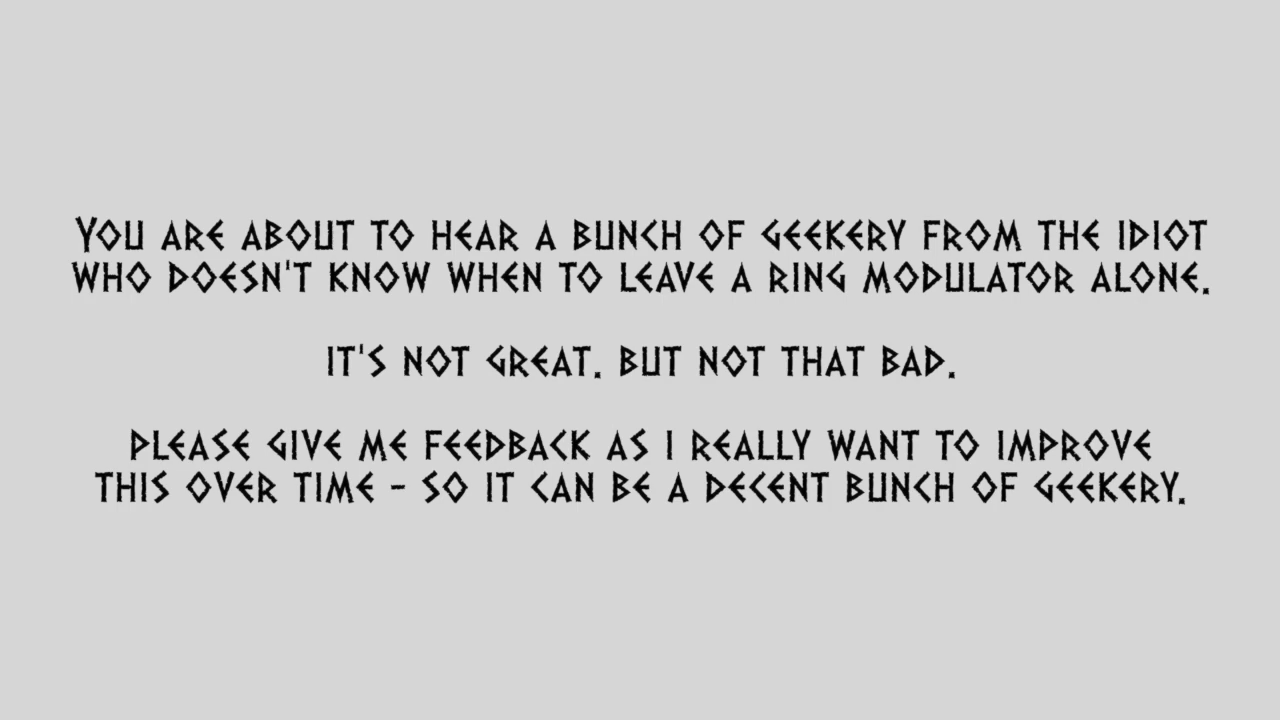 You are about to hear a bunch of geekery from the idiot
who doesn't know when to leave a ring modulator alone.
it's not great. but not that bad.
please give me feedback as i really want to improve
this over time - so it can be a decent bunch of geekery.